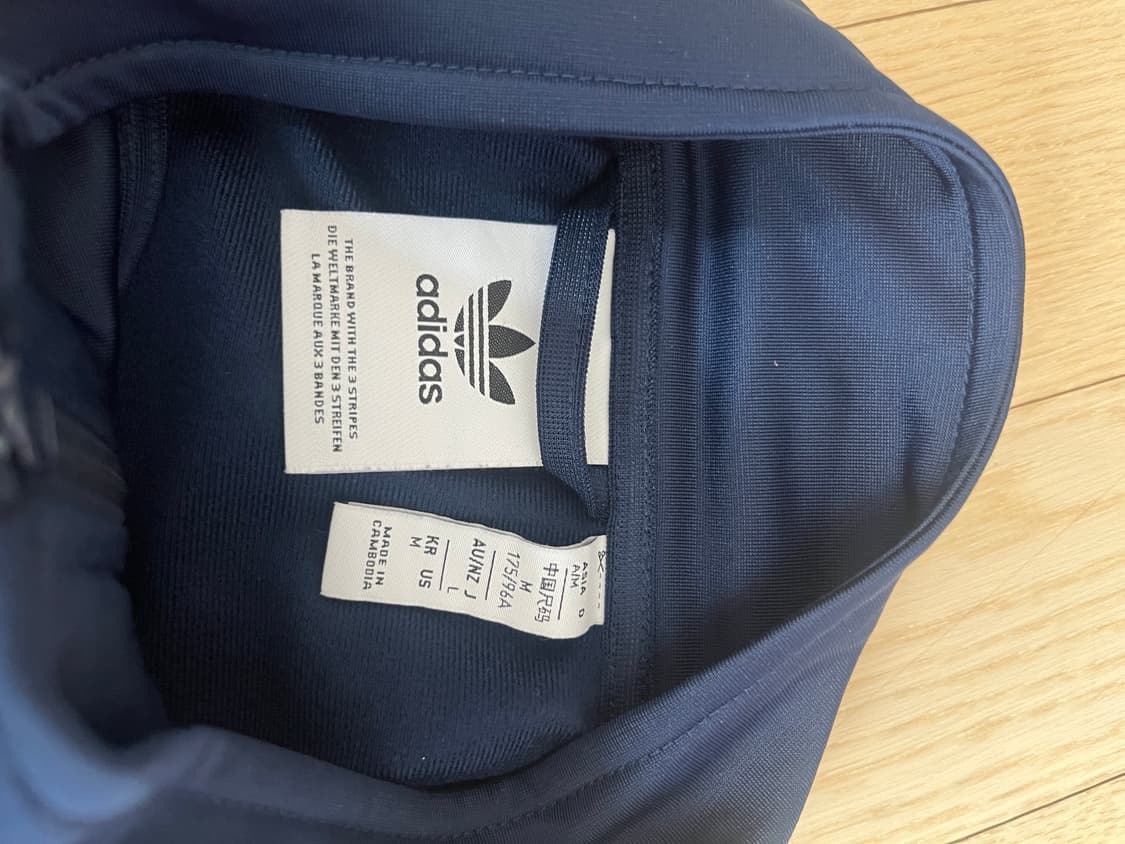 adidas
THE BRAND WITH THE 3 STRIPES
DIE WELTMARKE MIT DEN 3 STREIFEN
LA MARQUE AUX 3 BANDES
ASIA D
A/M
中国尺码
M
175/96A
AU/NZ J
L
KR US
M
MADE IN
CAMBODIA